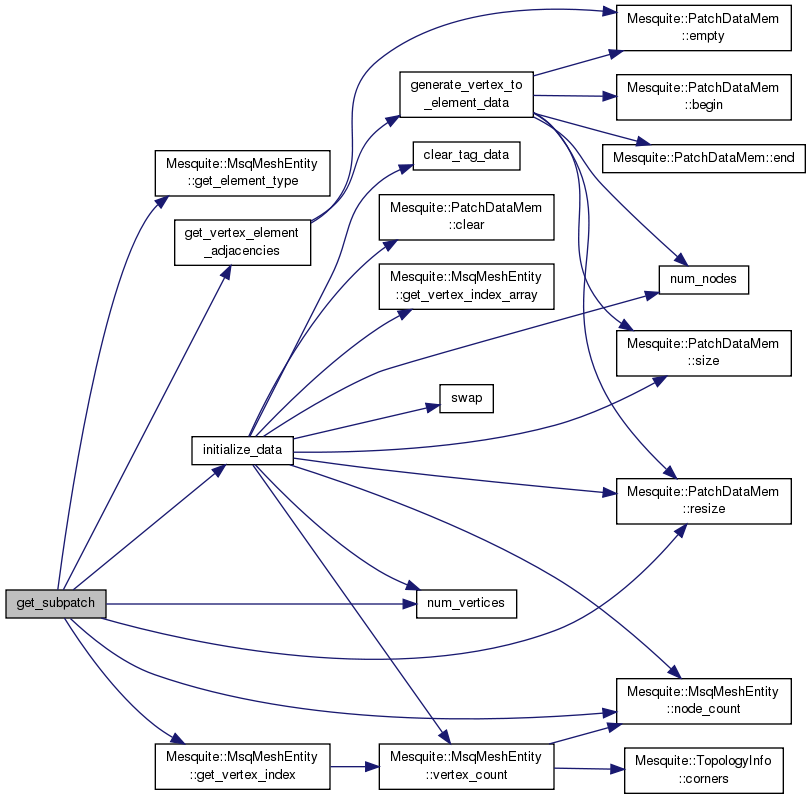 Mesquite::PatchDataMem
::empty
generate_vertex_to
_element_data
Mesquite::PatchDataMem
::begin
clear_tag_data
Mesquite::PatchDataMem::end
Mesquite::MsqMeshEntity
::get_element_type
Mesquite::PatchDataMem
::clear
get_vertex_element
_adjacencies
Mesquite::MsqMeshEntity
::get_vertex_index_array
num_nodes
Mesquite::PatchDataMem
::size
swap
initialize_data
Mesquite::PatchDataMem
::resize
get_subpatch
num_vertices
Mesquite::MsqMeshEntity
::node_count
Mesquite::MsqMeshEntity
::get_vertex_index
Mesquite::MsqMeshEntity
::vertex_count
Mesquite::TopologyInfo
::corners